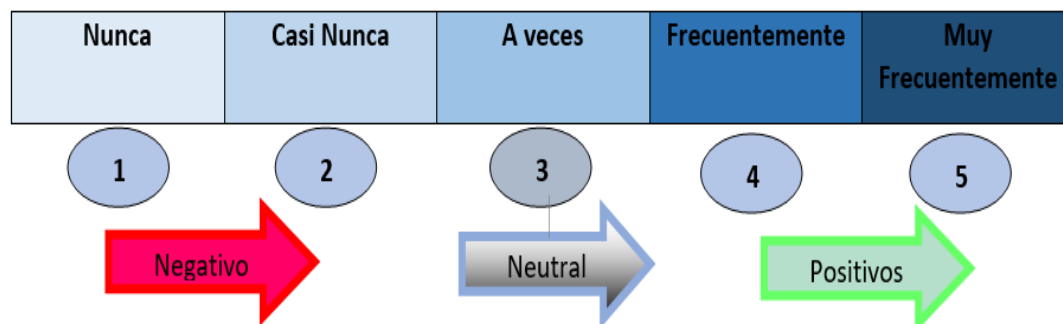 Nunca
Casi Nunca
A veces
Frecuentemente
Muy
Frecuentemente
1
2
3
4
5
Negativo
Neutral
Positivos